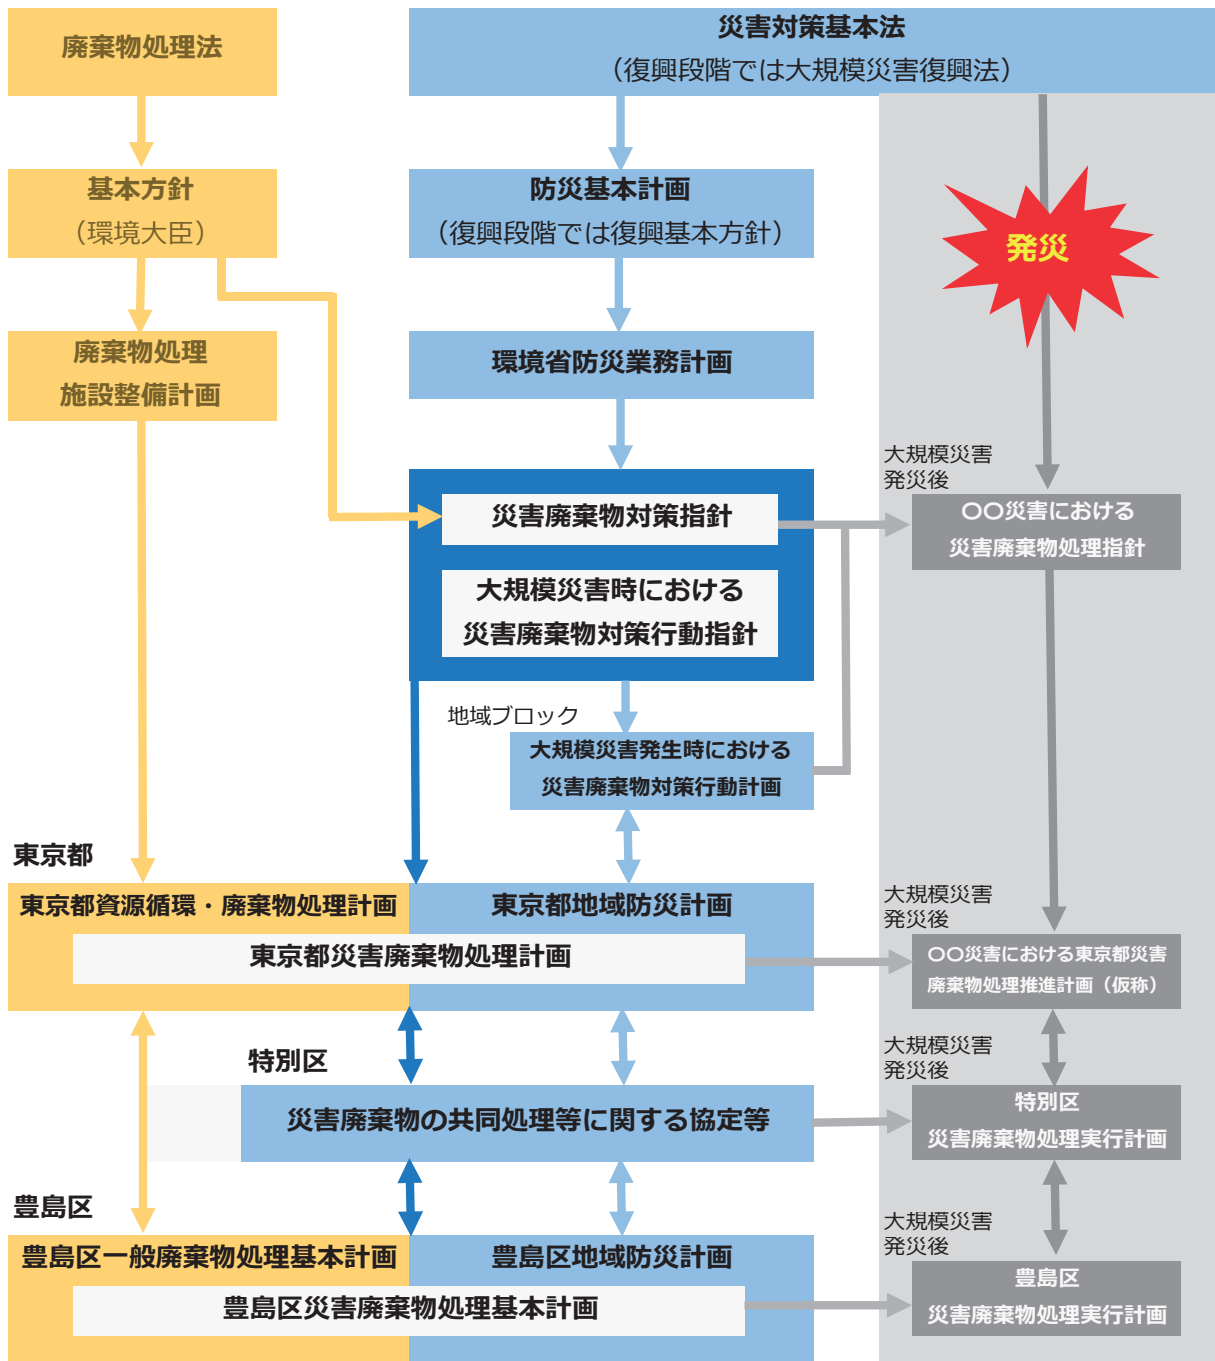 廃棄物処理法
災害対策基本法
（復興段階では大規模災害復興法）
基本方針
（環境大臣）
防災基本計画
（復興段階では復興基本方針）
発災
廃棄物処理
施設整備計画
環境省防災業務計画
大規模災害
発災後
災害廃棄物対策指針
〇〇災害における
災害廃棄物処理指針
大規模災害時における
災害廃棄物対策行動指針
地域ブロック
大規模災害発生時における
災害廃棄物対策行動計画
東京都
東京都資源循環・廃棄物処理計画
東京都地域防災計画
東京都災害廃棄物処理計画
大規模災害
発災後
〇〇災害における東京都災害
廃棄物処理推進計画（仮称）
特別区
災害廃棄物の共同処理等に関する協定等
大規模災害
発災後
特別区
災害廃棄物処理実行計画
豊島区
豊島区一般廃棄物処理基本計画
豊島区地域防災計画
豊島区災害廃棄物処理基本計画
大規模災害
発災後
豊島区
災害廃棄物処理実行計画